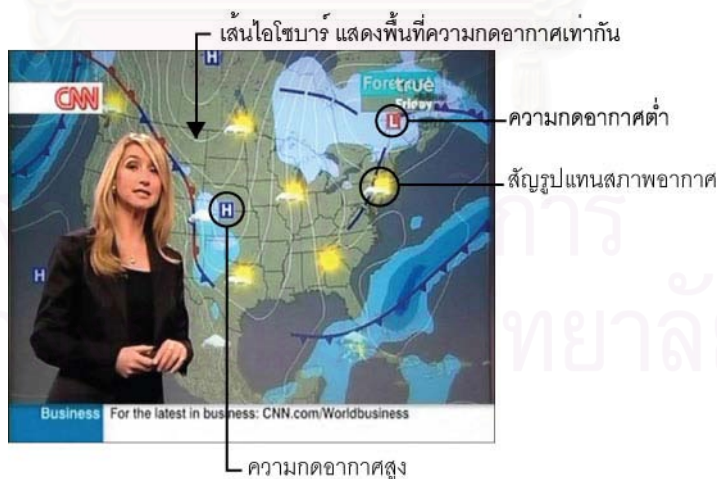 เส้นไอโซบาร์ แสดงพื้นที่ความกดอากาศเท่ากัน
H
CNN
Forecast
true
Friday
L
ความกดอากาศต่ำ
สัญรูปแทนสภาพอากาศ
H
H
Business For the latest in business: CNN.com/Worldbusiness
ความกดอากาศสูง